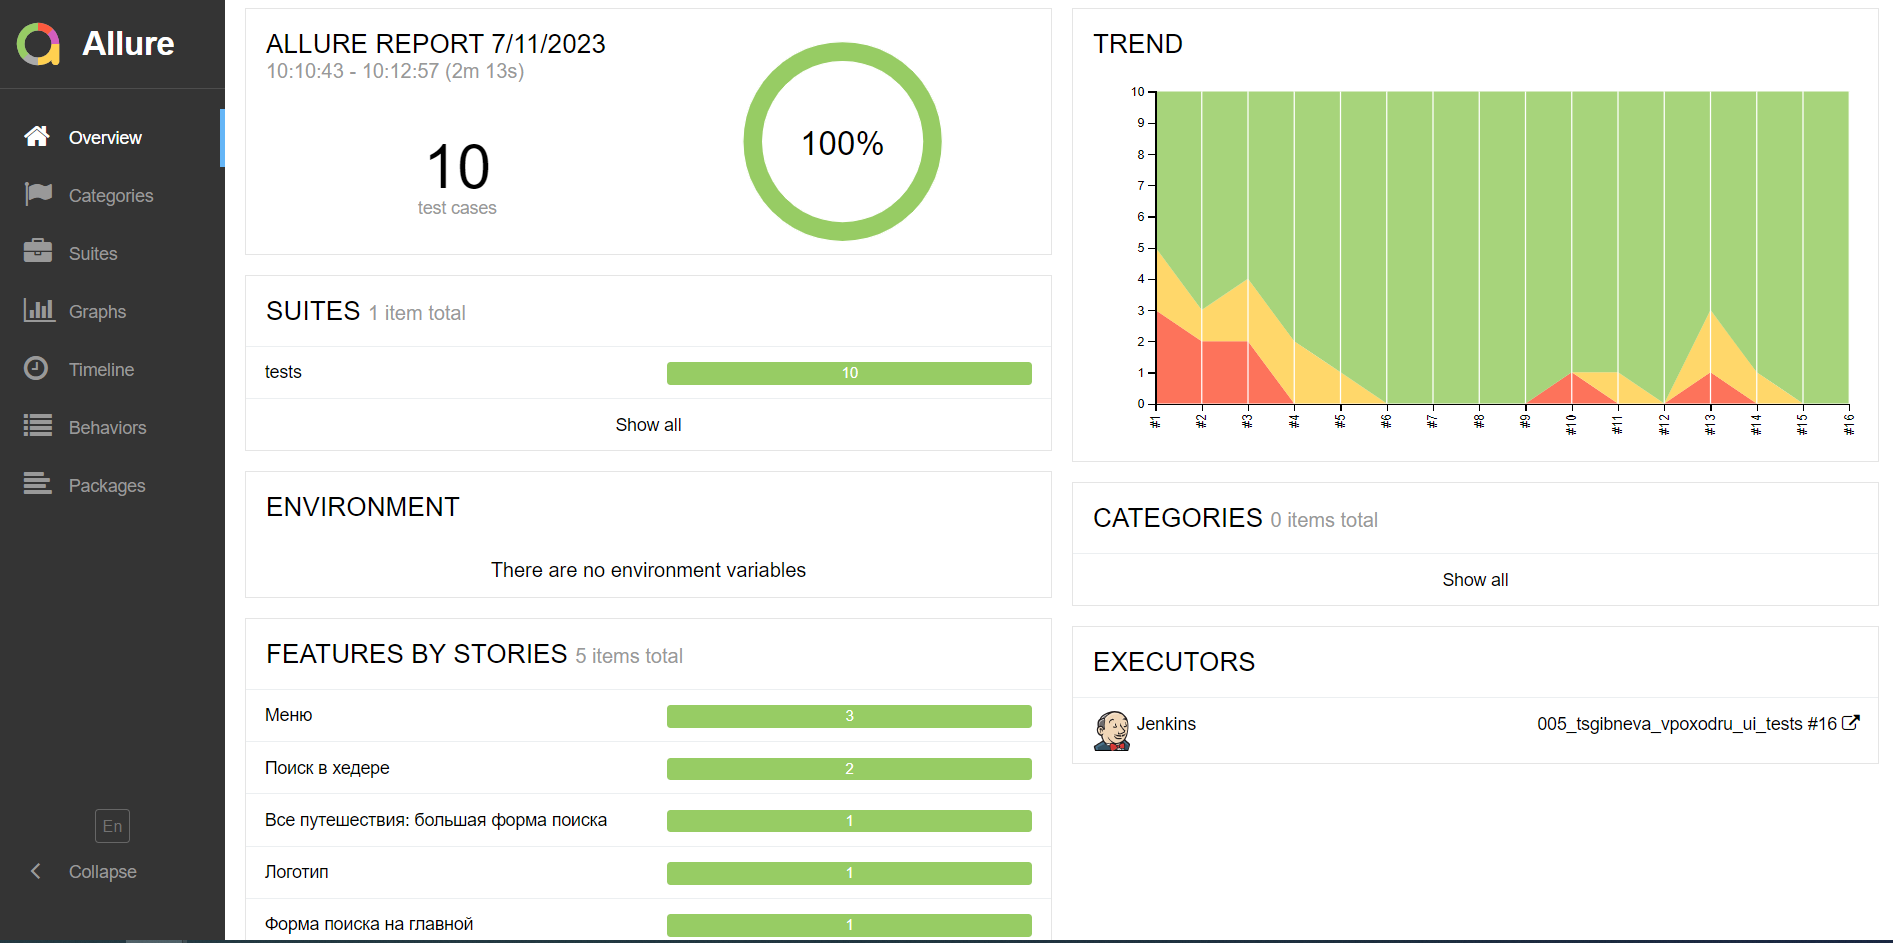 Allure
Overview
Categories
Suites
Graphs
Timeline
Behaviors
Packages
En
Collapse
ALLURE REPORT 7/11/2023
10:10:43 - 10:12:57 (2m 13s)
10
test cases
100%
SUITES 1 item total
tests 10
Show all
ENVIRONMENT
There are no environment variables
FEATURES BY STORIES 5 items total
Меню 3
Поиск в хедере 2
Все путешествия: большая форма поиска 1
Логотип 1
Форма поиска на главной 1
TREND
10
9
8
7
6
5
4
3
2
1
0
#1 #2 #3 #4 #5 #6 #7 #8 #9 #10 #11 #12 #13 #14 #15 #16
CATEGORIES 0 items total
Show all
EXECUTORS
Jenkins 005_tsgibneva_vpoxodru_ui_tests #16